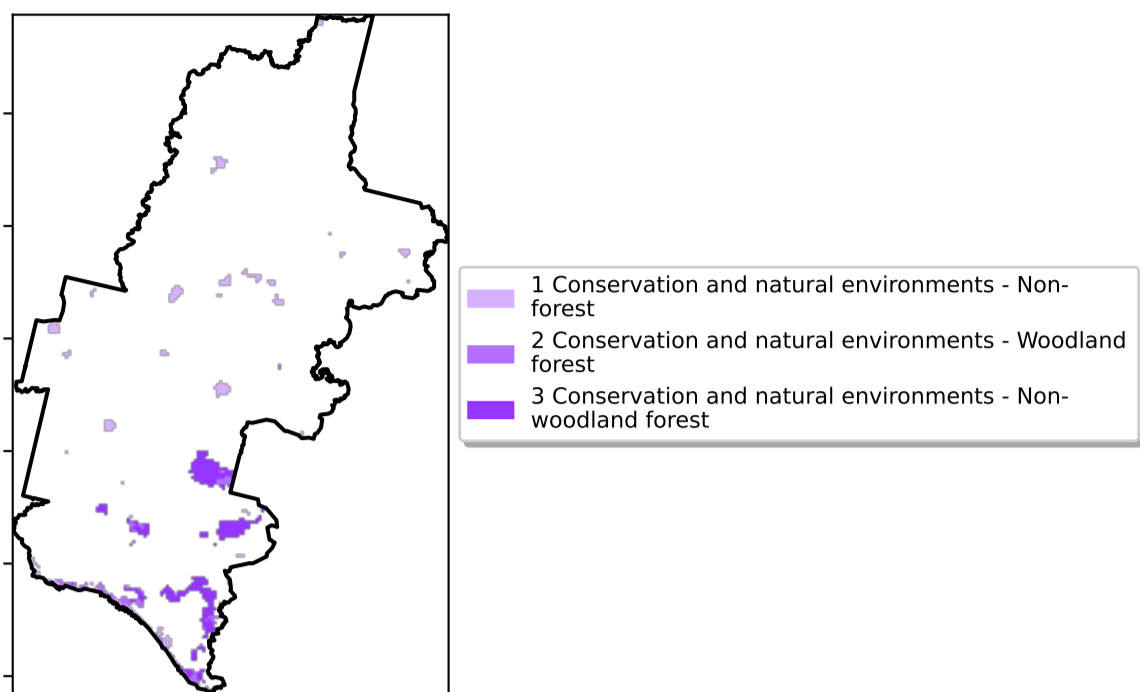 1 Conservation and natural environments - Non-
forest
2 Conservation and natural environments - Woodland
forest
3 Conservation and natural environments - Non-
woodland forest